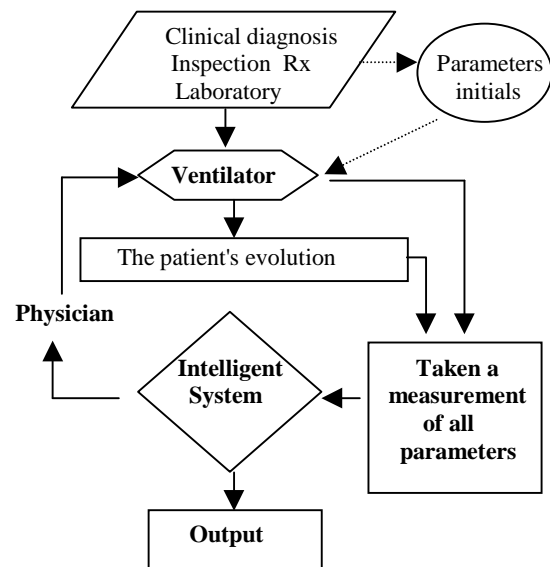 Clinical diagnosis
Inspection Rx
Laboratory
Parameters
initials
Ventilator
The patient's evolution
Physician
Intelligent
System
Taken a
measurement
of all
parameters
Output